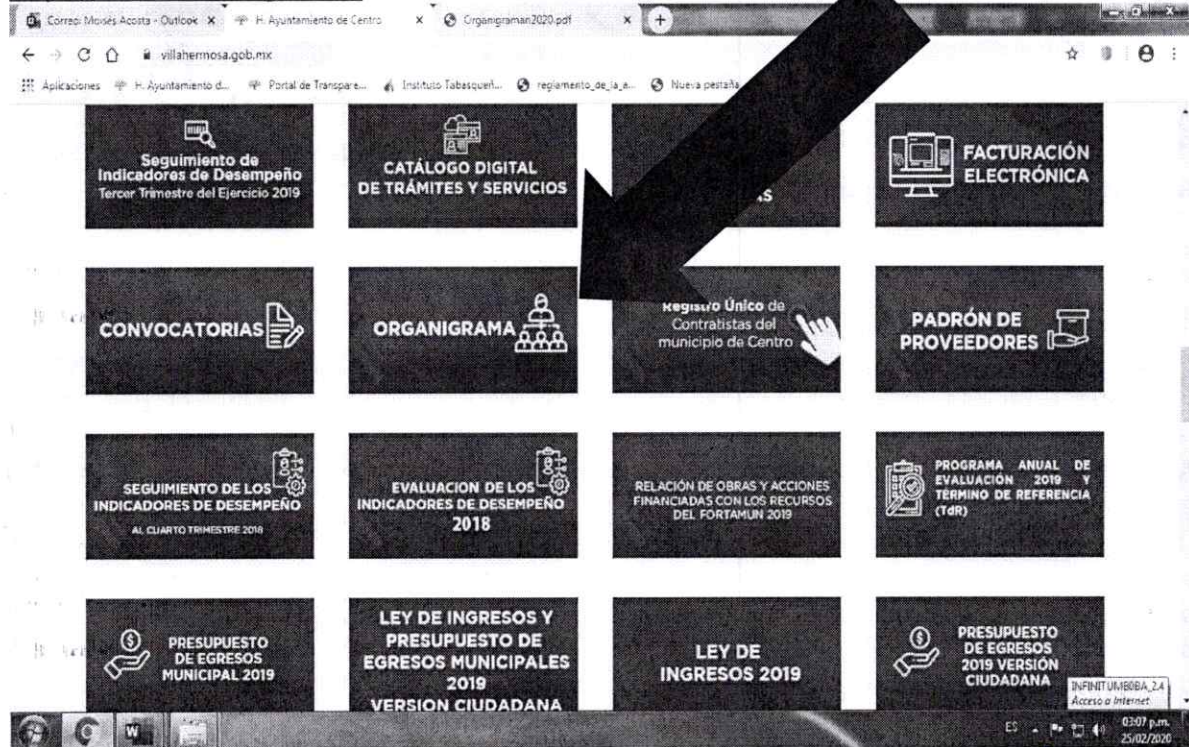 Correo: Moisés Acosta - Outlook
H. Ayuntamiento de Centro
Organigraman2020.pdf
villahermosa.gob.mx
Aplicaciones
H. Ayuntamiento d...
Portal de Transpare...
Instituto Tabasqueñ...
reglamento_de_la_a...
Nueva pestaña
Seguimiento de
Indicadores de Desempeño
Tercer Trimestre del Ejercicio 2019
CATÁLOGO DIGITAL
DE TRÁMITES Y SERVICIOS
AS
FACTURACIÓN
ELECTRÓNICA
CONVOCATORIAS
ORGANIGRAMA
Registro Único de
Contratistas del
municipio de Centro
PADRÓN DE
PROVEEDORES
SEGUIMIENTO DE LOS
INDICADORES DE DESEMPEÑO
AL CUARTO TRIMESTRE 2018
EVALUACION DE LOS
INDICADORES DE DESEMPEÑO
2018
RELACIÓN DE OBRAS Y ACCIONES
FINANCIADAS CON LOS RECURSOS
DEL FORTAMUN 2019
PROGRAMA ANUAL DE
EVALUACIÓN 2019 Y
TÉRMINO DE REFERENCIA
(TdR)
PRESUPUESTO
DE EGRESOS
MUNICIPAL 2019
LEY DE INGRESOS Y
PRESUPUESTO DE
EGRESOS MUNICIPALES
2019
VERSION CIUDADANA
LEY DE
INGRESOS 2019
PRESUPUESTO
DE EGRESOS
2019 VERSIÓN
CIUDADANA
Acceso a Internet
ES
03:07 p.m.
25/02/2020